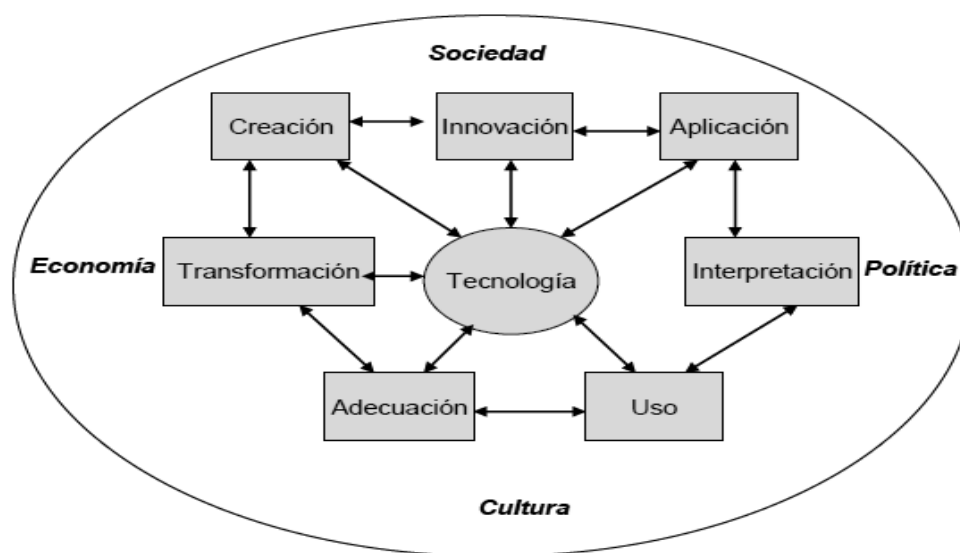 Sociedad
Creación
Innovación
Aplicación
Economía
Transformación
Tecnología
Interpretación
Política
Adecuación
Uso
Cultura